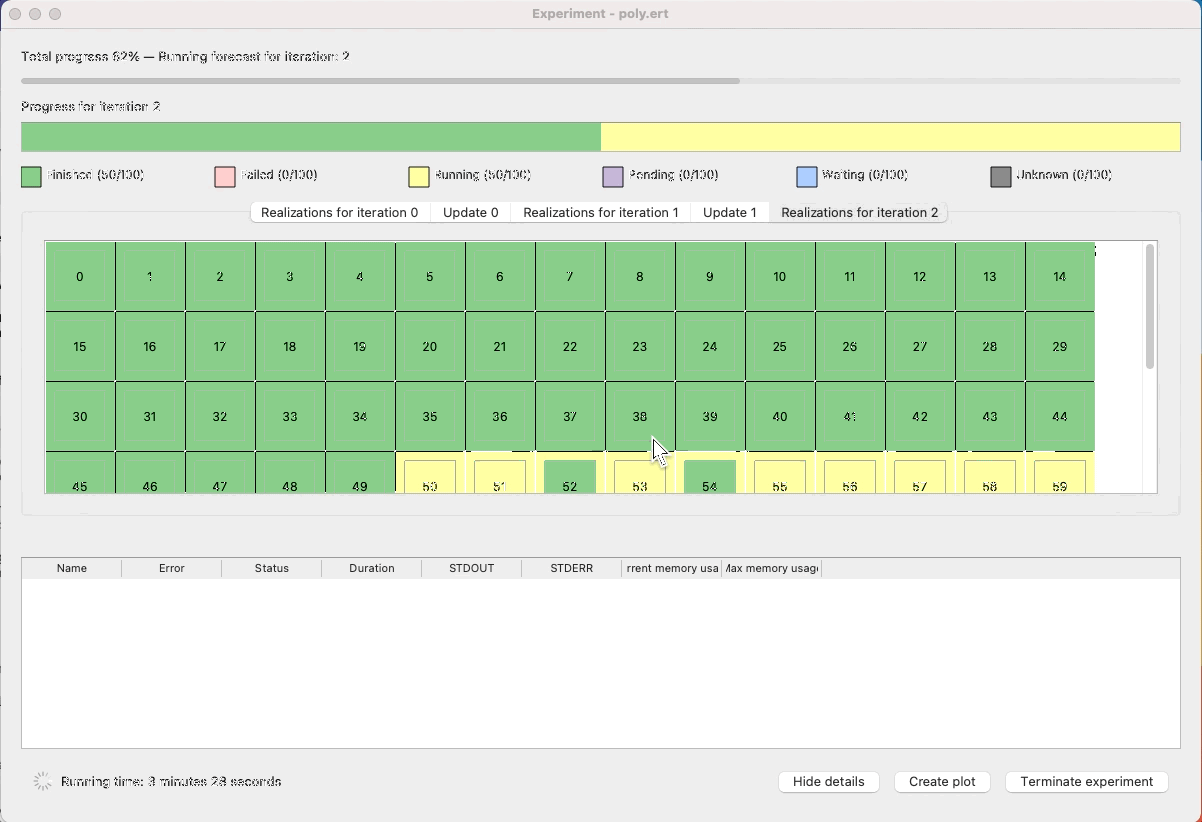 Experiment - poly.ert
Total progress 62% — Running forecast for iteration: 2
Progress for iteration 2
Finished (50/100) Failed (0/100) Running (50/100) Pending (0/100) Waiting (0/100) Unknown (0/100)
Realizations for iteration 0 Update 0 Realizations for iteration 1 Update 1 Realizations for iteration 2
0 1 2 3 4 5 6 7 8 9 10 11 12 13 14
15 16 17 18 19 20 21 22 23 24 25 26 27 28 29
30 31 32 33 34 35 36 37 38 39 40 41 42 43 44
45 46 47 48 49 50 51 52 53 54 55 56 57 58 59
Name Error Status Duration STDOUT STDERR rrent memory usa Max memory usage
Running time: 3 minutes 28 seconds
Hide details Create plot Terminate experiment